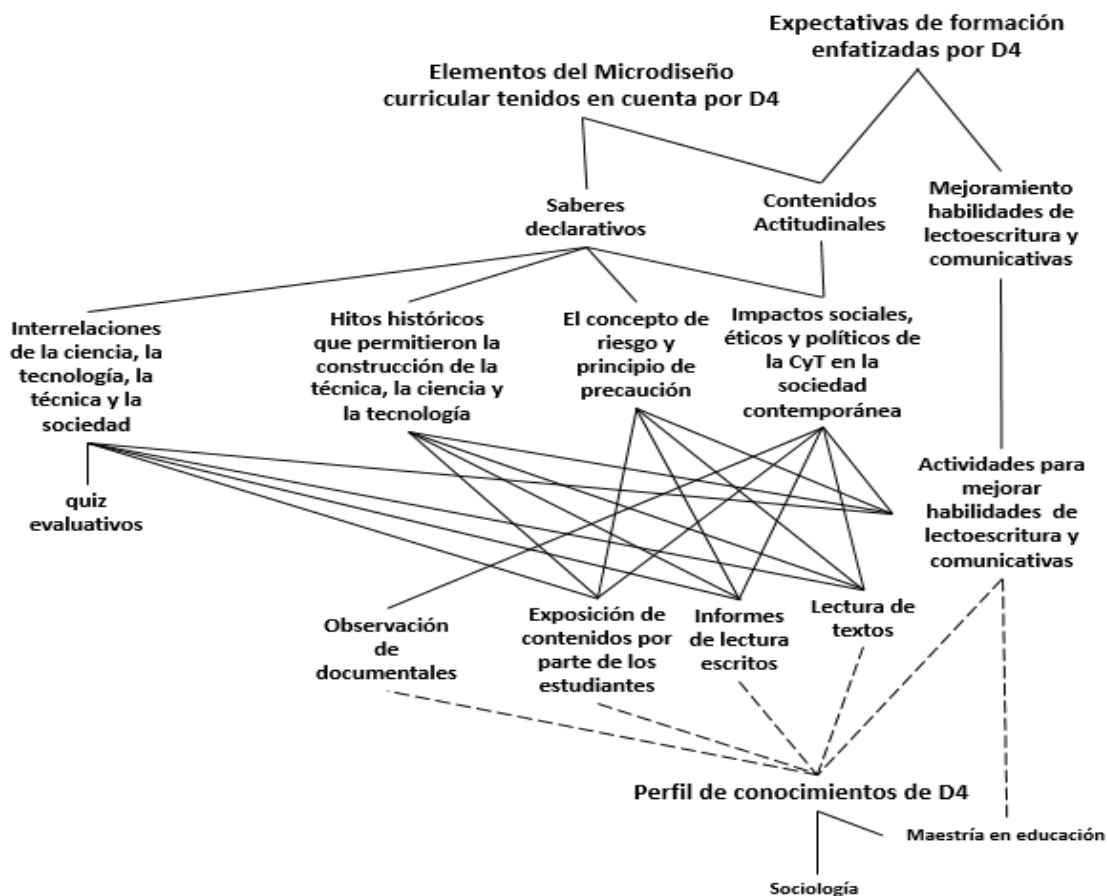 Expectativas de formación
enfatizadas por D4
Elementos del Microdiseño
curricular tenidos en cuenta por D4
Saberes
declarativos
Contenidos
Actitudinales
Mejoramiento
habilidades de
lectoescritura y
comunicativas
Interrelaciones
de la ciencia, la
tecnología, la
técnica y la
sociedad
Hitos históricos
que permitieron la
construcción de la
técnica, la ciencia y
la tecnología
El concepto de
riesgo y
principio de
precaución
Impactos sociales,
éticos y políticos de
la CyT en la
sociedad
contemporánea
quiz
evaluativos
Actividades para
mejorar
habilidades de
lectoescritura y
comunicativas
Observación
de
documentales
Exposición de
contenidos por
parte de los
estudiantes
Informes
de lectura
escritos
Lectura de
textos
Perfil de conocimientos de D4
Maestría en educación
Sociología